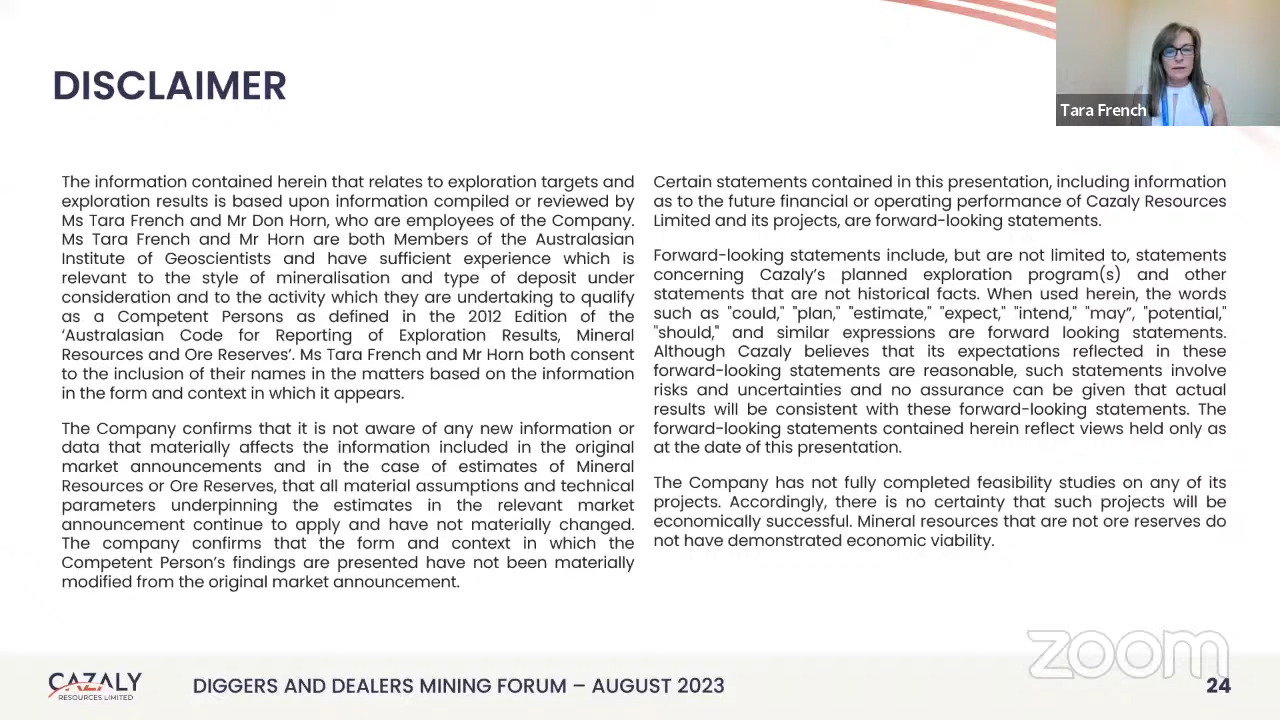 DISCLAIMER
Tara French
The information contained herein that relates to exploration targets and
exploration results is based upon information compiled or reviewed by
Ms Tara French and Mr Don Horn, who are employees of the Company.
Ms Tara French and Mr Horn are both Members of the Australasian
Institute of Geoscientists and have sufficient experience which is
relevant to the style of mineralisation and type of deposit under
consideration and to the activity which they are undertaking to qualify
as a Competent Persons as defined in the 2012 Edition of the
‘Australasian Code for Reporting of Exploration Results, Mineral
Resources and Ore Reserves’. Ms Tara French and Mr Horn both consent
to the inclusion of their names in the matters based on the information
in the form and context in which it appears.
The Company confirms that it is not aware of any new information or
data that materially affects the information included in the original
market announcements and in the case of estimates of Mineral
Resources or Ore Reserves, that all material assumptions and technical
parameters underpinning the estimates in the relevant market
announcement continue to apply and have not materially changed.
The company confirms that the form and context in which the
Competent Person’s findings are presented have not been materially
modified from the original market announcement.
Certain statements contained in this presentation, including information
as to the future financial or operating performance of Cazaly Resources
Limited and its projects, are forward-looking statements.
Forward-looking statements include, but are not limited to, statements
concerning Cazaly’s planned exploration program(s) and other
statements that are not historical facts. When used herein, the words
such as "could," "plan," "estimate," "expect," "intend," "may”, "potential,"
"should," and similar expressions are forward looking statements.
Although Cazaly believes that its expectations reflected in these
forward-looking statements are reasonable, such statements involve
risks and uncertainties and no assurance can be given that actual
results will be consistent with these forward-looking statements. The
forward-looking statements contained herein reflect views held only as
at the date of this presentation.
The Company has not fully completed feasibility studies on any of its
projects. Accordingly, there is no certainty that such projects will be
economically successful. Mineral resources that are not ore reserves do
not have demonstrated economic viability.
zoom
CAZALY
RESOURCES LIMITED
DIGGERS AND DEALERS MINING FORUM – AUGUST 2023
24